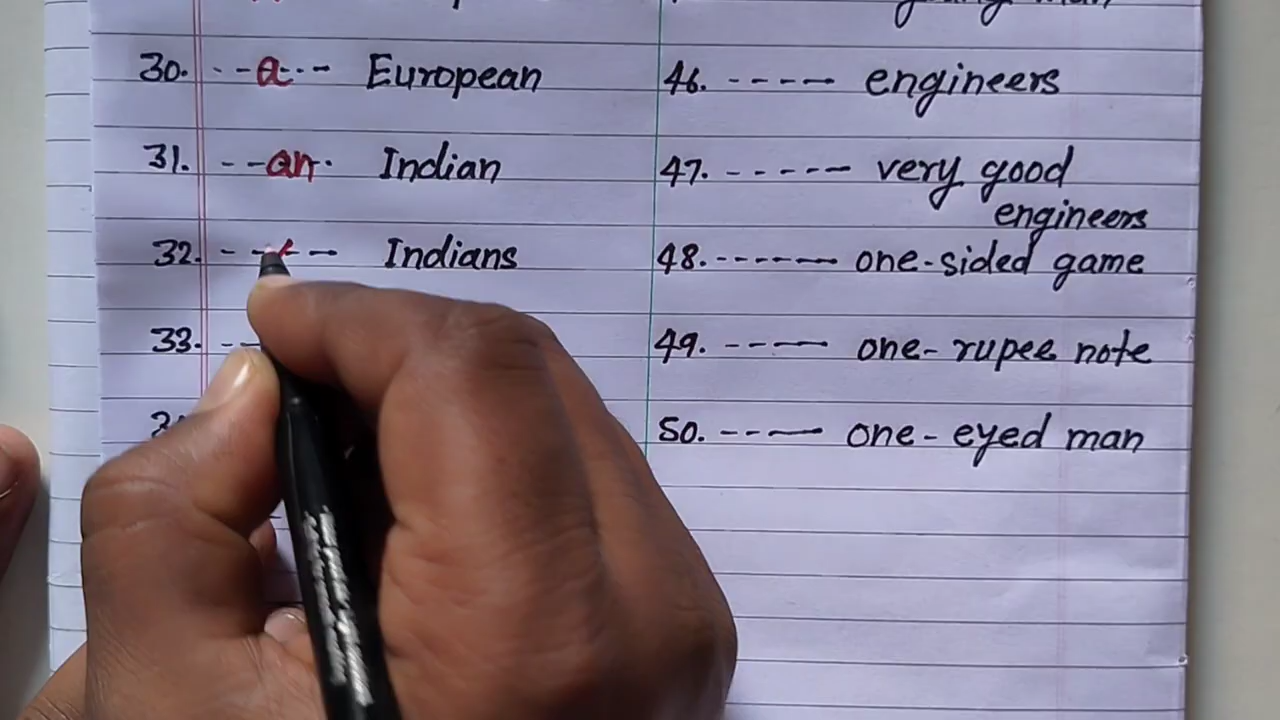 30. --a-- European
31. --an. Indian
32. ---- Indians
33. --
46. ---- engineers
47. ----- very good
engineers
48. ------ one-sided game
49. ----- one-rupee note
50. ---- one-eyed man